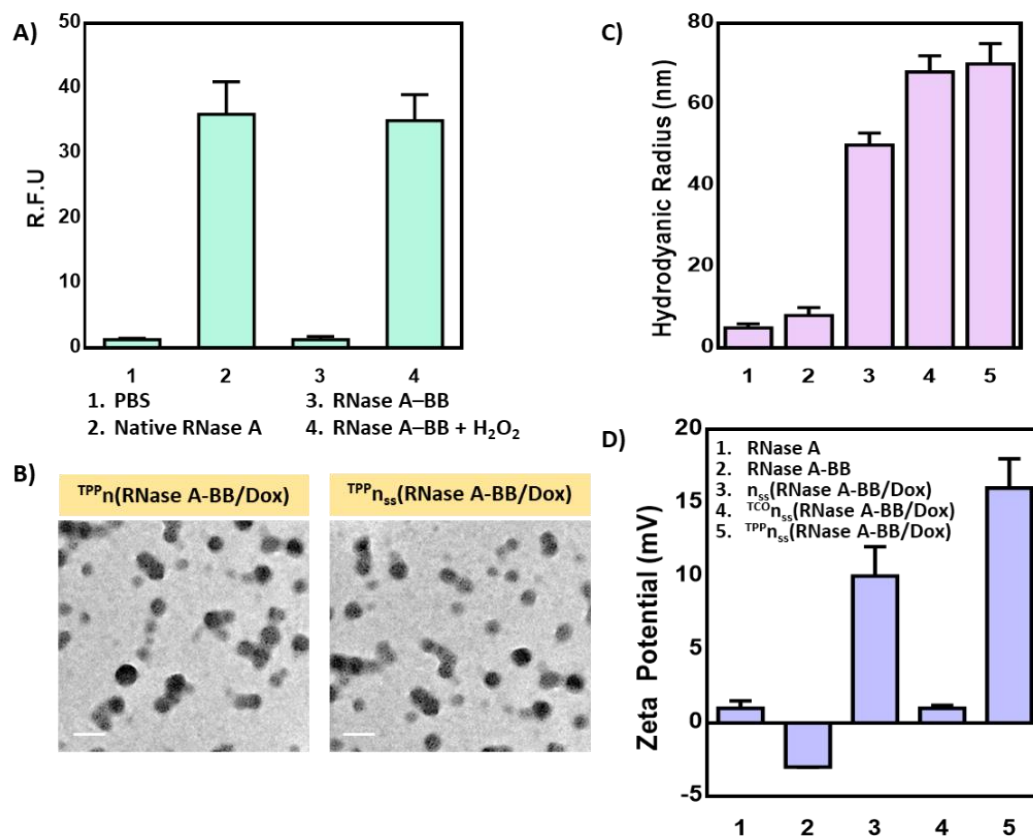 A)
R.F.U
50
40
30
20
10
0
1 2 3 4
1. PBS
2. Native RNase A
3. RNase A–BB
4. RNase A–BB + H₂O₂
B)
TPPn(RNase A-BB/Dox)
TPPnss(RNase A-BB/Dox)
C)
Hydrodyanic Radius (nm)
80
60
40
20
0
1 2 3 4 5
D)
Zeta Potential (mV)
20
15
10
5
0
-5
1. RNase A
2. RNase A-BB
3. nss(RNase A-BB/Dox)
4. TCOnss(RNase A-BB/Dox)
5. TPPnss(RNase A-BB/Dox)
1 2 3 4 5